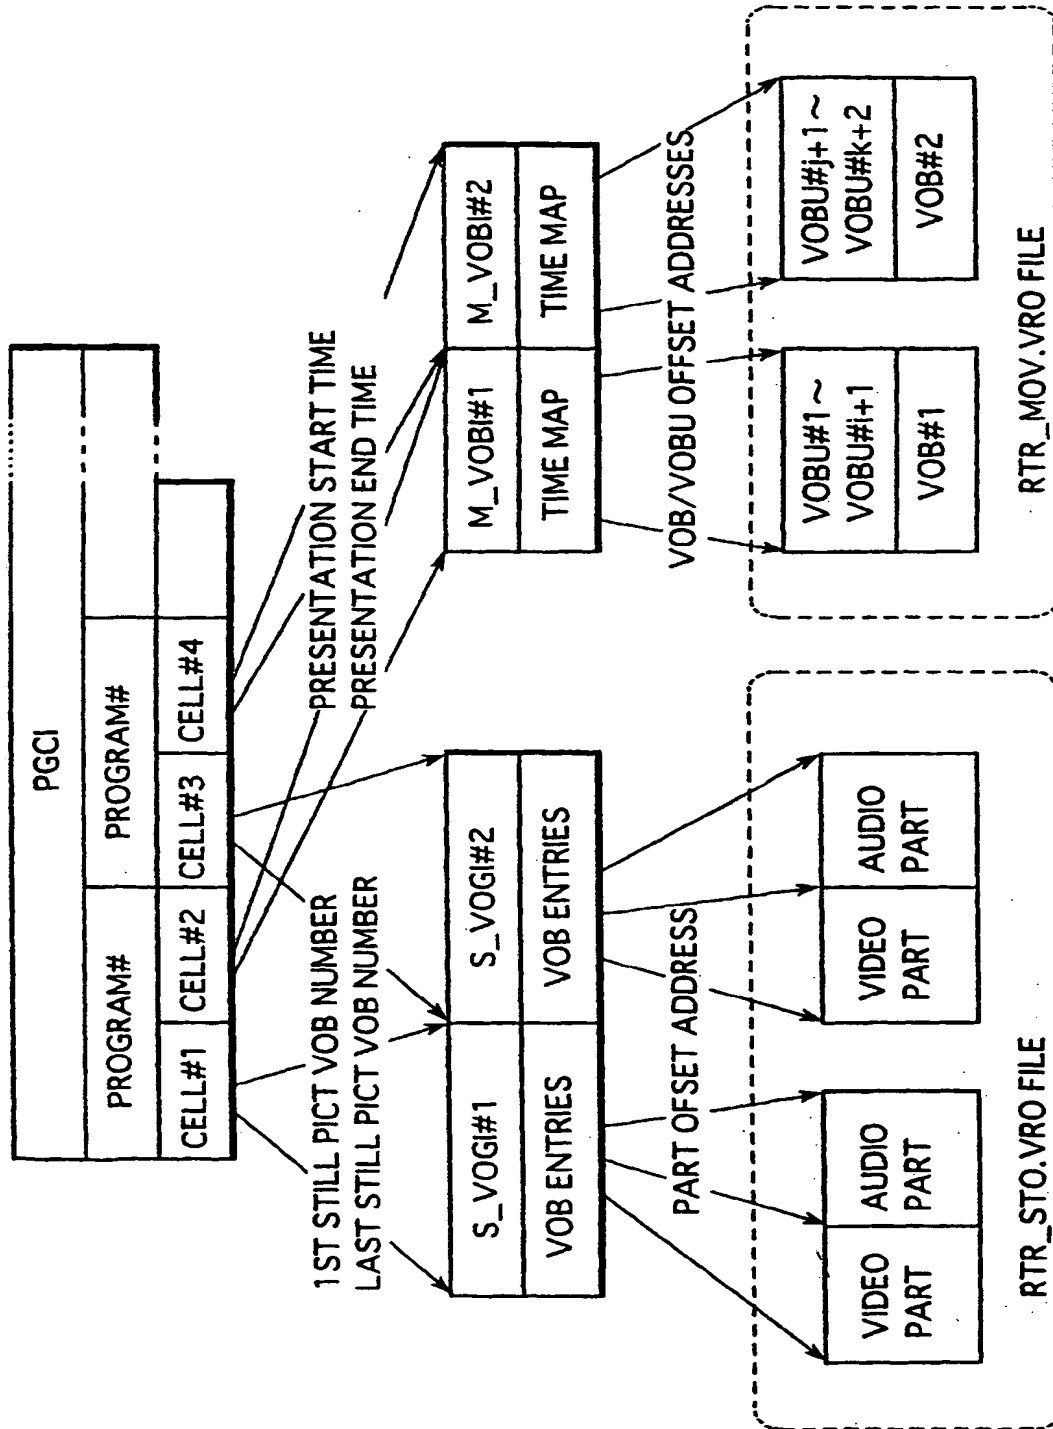 PGCI
PROGRAM#
PROGRAM#
CELL#1
CELL#2
CELL#3
CELL#4
1ST STILL PICT VOB NUMBER
LAST STILL PICT VOB NUMBER
PRESENTATION START TIME
PRESENTATION END TIME
S_VOGI#1
S_VOGI#2
VOB ENTRIES
VOB ENTRIES
M_VOBI#1
M_VOBI#2
TIME MAP
TIME MAP
PART OFFSET ADDRESS
VOB/VOBU OFFSET ADDRESSES
VIDEO
PART
AUDIO
PART
VIDEO
PART
AUDIO
PART
VOBU#1~
VOBU#i+1
VOB#1
VOBU#j+1~
VOBU#k+2
VOB#2
RTR_STO.VRO FILE
RTR_MOV.VRO FILE